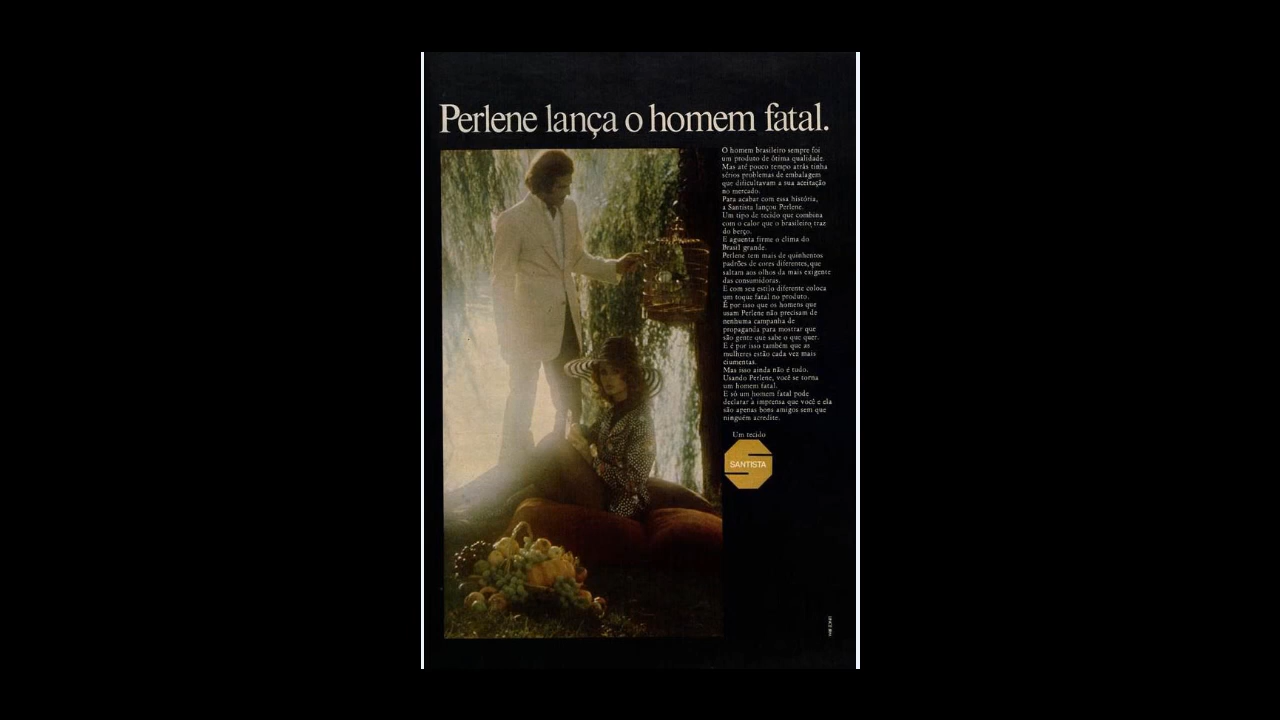 Perlene lança o homem fatal.
O homem brasileiro sempre foi
um produto de ótima qualidade.
Mas até pouco tempo atrás tinha
sérios problemas de embalagem
que dificultavam a sua aceitação
no mercado.
Para acabar com essa história,
a Santista lançou Perlene.
Um tipo de tecido que combina
com o calor que o brasileiro traz
do berço.
E aguenta firme o clima do
Brasil grande.
Perlene tem mais de quinhentos
padrões de cores diferentes, que
saltam aos olhos da mais exigente
das consumidoras.
E com seu estilo diferente coloca
um toque fatal no produto.
É por isso que os homens que
usam Perlene não precisam de
nenhuma campanha de
propaganda para mostrar que
são gente que sabe o que quer.
E é por isso também que as
mulheres estão cada vez mais
ciumentas.
Mas isso ainda não é tudo.
Usando Perlene, você se torna
um homem fatal.
E só um homem fatal pode
declarar à imprensa que você e ela
são apenas bons amigos sem que
ninguém acredite.
Um tecido
SANTISTA